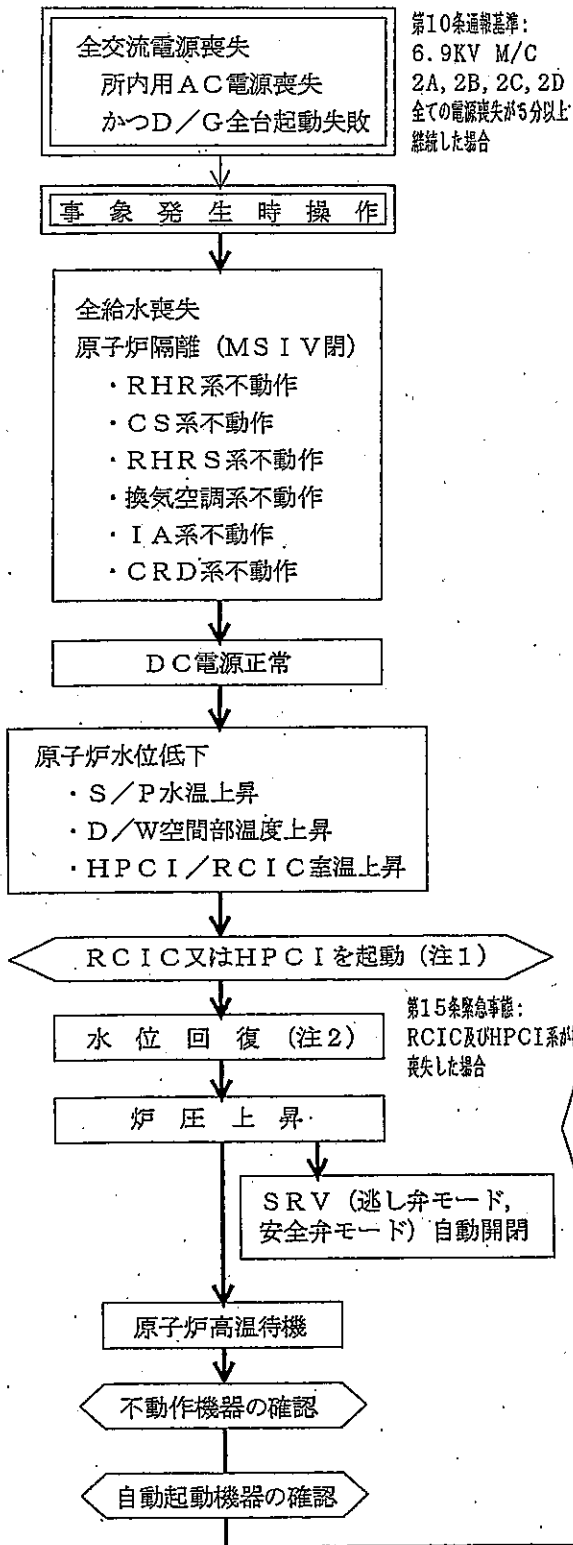 全交流電源喪失
所内用AC電源喪失
かつD/G全台起動失敗
第10条通報基準:
6.9KV M/C
2A, 2B, 2C, 2D
全ての電源喪失が5分以上
継続した場合
事象発生時操作
全給水喪失
原子炉隔離(MSIV閉)
・RHR系不動作
・CS系不動作
・RHRS系不動作
・換気空調系不動作
・IA系不動作
・CRD系不動作
DC電源正常
原子炉水位低下
・S/P水温上昇
・D/W空間部温度上昇
・HPCI/RCIC室温上昇
RCIC又はHPCIを起動(注1)
水位回復(注2)
第15条緊急事態:
RCIC及びHPCI系が
喪失した場合
炉圧上昇
SRV(逃し弁モード,
安全弁モード)自動開閉
原子炉高温待機
不動作機器の確認
自動起動機器の確認